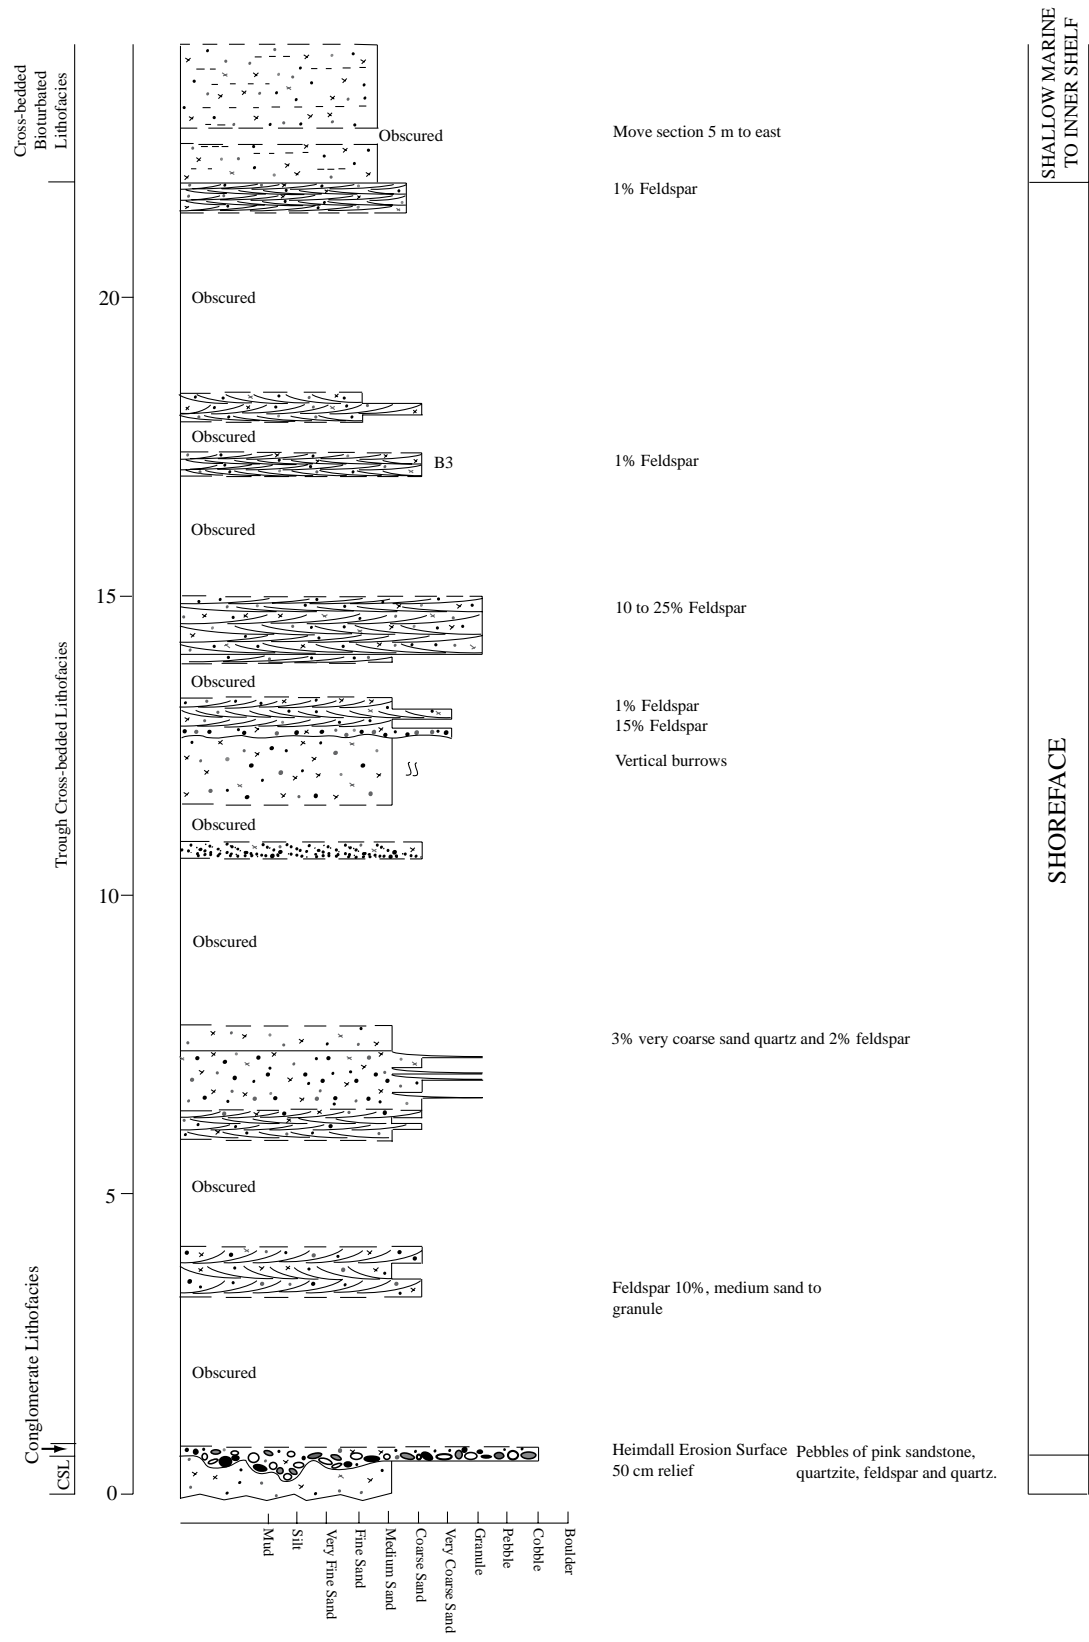 Cross-bedded
Bioturbated
Lithofacies
SHALLOW MARINE
TO INNER SHELF
Obscured
Move section 5 m to east
1% Feldspar
20
Obscured
Obscured
B3
1% Feldspar
Obscured
15
10 to 25% Feldspar
Obscured
1% Feldspar
15% Feldspar
Vertical burrows
Trough Cross-bedded Lithofacies
SHOREFACE
Obscured
10
Obscured
3% very coarse sand quartz and 2% feldspar
5
Obscured
Feldspar 10%, medium sand to
granule
Obscured
Conglomerate Lithofacies
CSL
Heimdall Erosion Surface
50 cm relief
Pebbles of pink sandstone,
quartzite, feldspar and quartz.
0
Mud
Silt
Very Fine Sand
Fine Sand
Medium Sand
Coarse Sand
Very Coarse Sand
Granule
Pebble
Cobble
Boulder